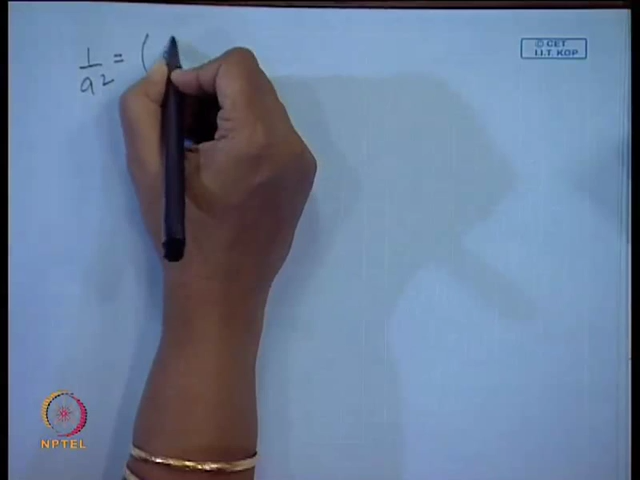 1/a2 = (
© CET
I.I.T. KGP
NPTEL